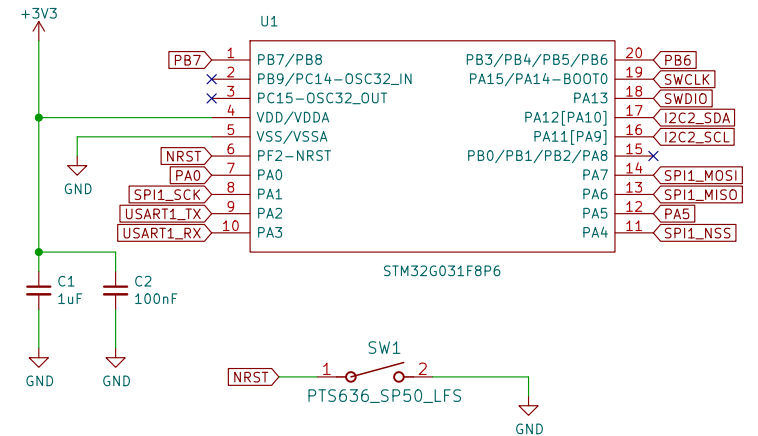 +3V3
U1
PB7 1 PB7/PB8 PB3/PB4/PB5/PB6 20 PB6
2 PB9/PC14-OSC32_IN PA15/PA14-BOOT0 19 SWCLK
3 PC15-OSC32_OUT PA13 18 SWDIO
4 VDD/VDDA PA12[PA10] 17 I2C2_SDA
5 VSS/VSSA PA11[PA9] 16 I2C2_SCL
NRST 6 PF2-NRST PB0/PB1/PB2/PA8 15
GND
PA0 7 PA0 PA7 14 SPI1_MOSI
SPI1_SCK 8 PA1 PA6 13 SPI1_MISO
USART1_TX 9 PA2 PA5 12 PA5
USART1_RX 10 PA3 PA4 11 SPI1_NSS
STM32G031F8P6
C1 C2
1uF 100nF
GND GND
SW1
NRST 1 2
PTS636_SP50_LFS
GND